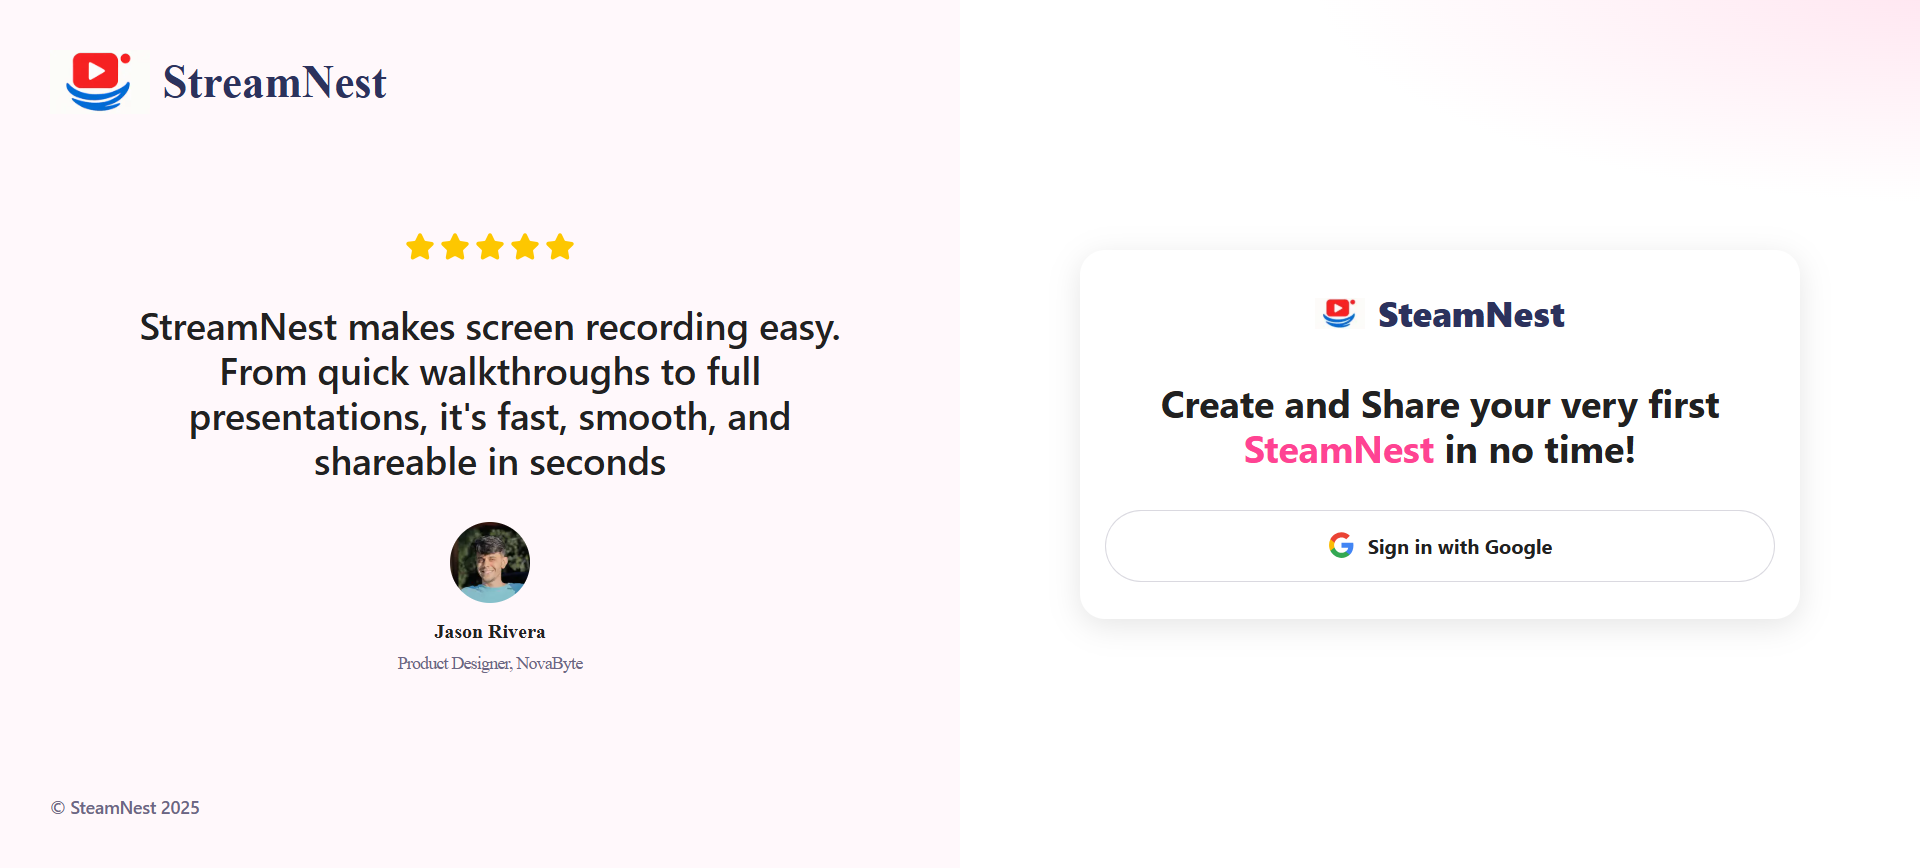 StreamNest
StreamNest makes screen recording easy.
From quick walkthroughs to full
presentations, it's fast, smooth, and
shareable in seconds
Jason Rivera
Product Designer, NovaByte
© SteamNest 2025
SteamNest
Create and Share your very first
SteamNest in no time!
Sign in with Google